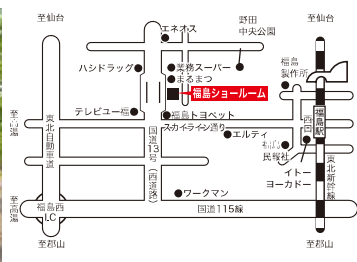 至仙台
至仙台
エネオス
野田
中央公園
ハシドラッグ
業務スーパー
まるまつ
福島
製作所
福島ショールーム
テレビユー福
福島トヨペット
スカイライン通り
エルティ
福島
民報社
西口
福島駅
イトー
ヨーカドー
至高湯
東北自動車道
国道13号(西道路)
東北新幹線
ワークマン
至高湯
福島西
I.C
国道115線
至郡山
至郡山